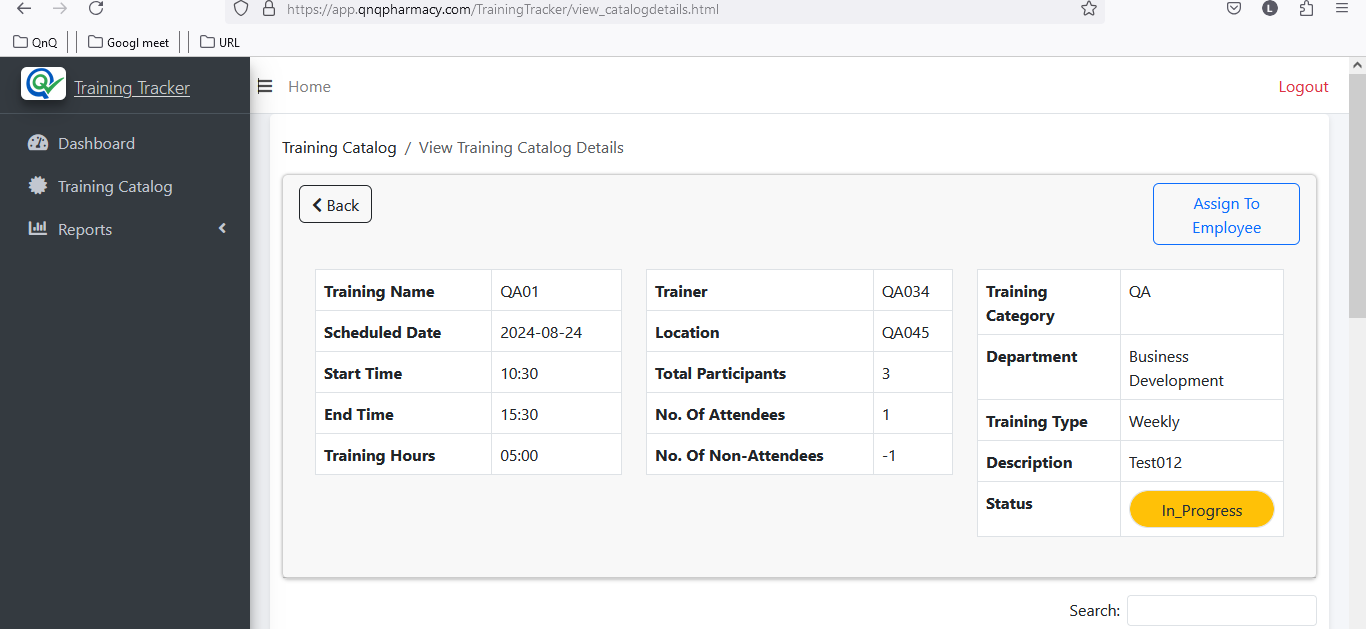 https://app.qnqpharmacy.com/TrainingTracker/view_catalogdetails.html
L
QnQ
Googl meet
URL
Training Tracker
Home
Logout
Dashboard
Training Catalog
Reports
Training Catalog / View Training Catalog Details
Back
Assign To
Employee
Training Name QA01
Scheduled Date 2024-08-24
Start Time 10:30
End Time 15:30
Training Hours 05:00
Trainer QA034
Location QA045
Total Participants 3
No. Of Attendees 1
No. Of Non-Attendees -1
Training QA
Category
Department Business
Development
Training Type Weekly
Description Test012
Status In_Progress
Search: